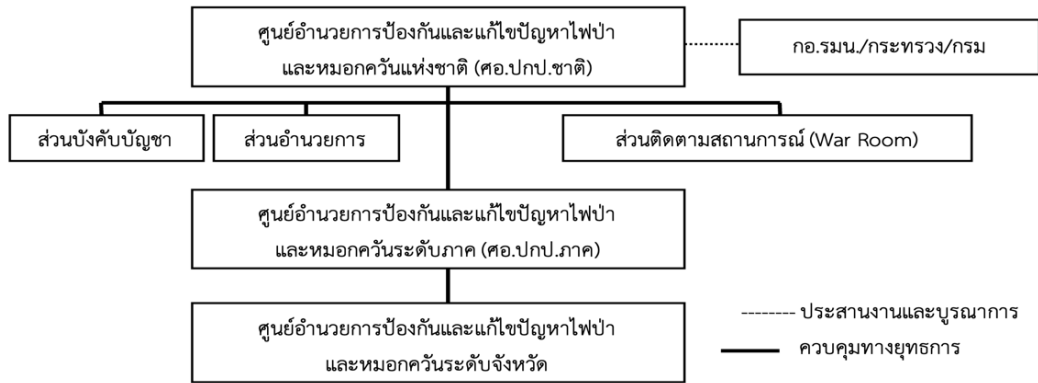 ศูนย์อำนวยการป้องกันและแก้ไขปัญหาไฟป่า
และหมอกควันแห่งชาติ (ศอ.ปกป.ชาติ)
กอ.รมน./กระทรวง/กรม
ส่วนบังคับบัญชา
ส่วนอำนวยการ
ส่วนติดตามสถานการณ์ (War Room)
ศูนย์อำนวยการป้องกันและแก้ไขปัญหาไฟป่า
และหมอกควันระดับภาค (ศอ.ปกป.ภาค)
ศูนย์อำนวยการป้องกันและแก้ไขปัญหาไฟป่า
และหมอกควันระดับจังหวัด
ประสานงานและบูรณาการ
ควบคุมทางยุทธการ